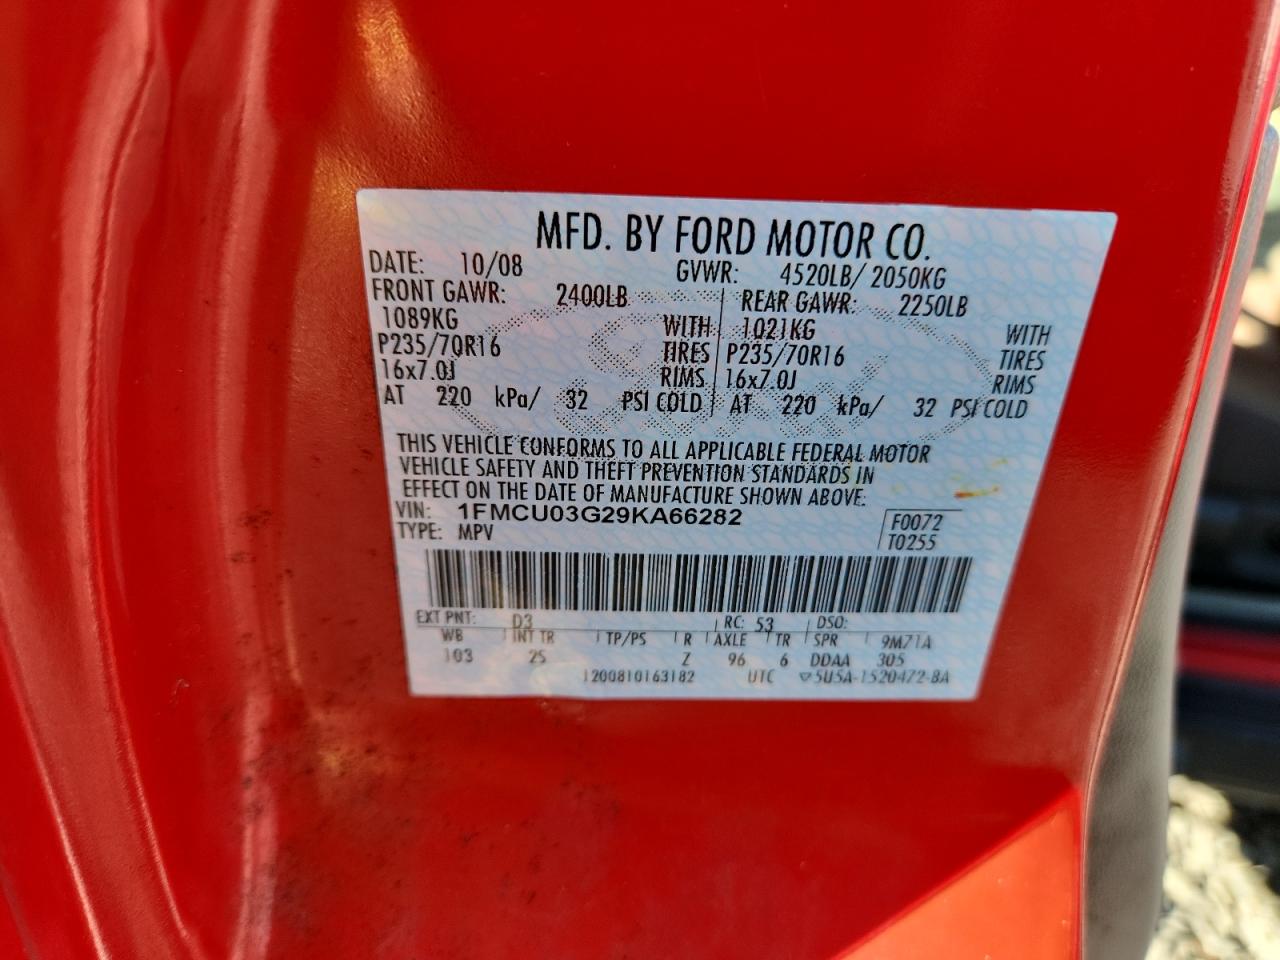 MFD. BY FORD MOTOR CO.
DATE: 10/08 GVWR: 4520LB/ 2050KG
FRONT GAWR: 2400LB REAR GAWR: 2250LB
1089KG WITH 1021KG WITH
P235/70R16 TIRES P235/70R16 TIRES
16x7.0J RIMS 16x7.0J RIMS
AT 220 kPa/ 32 PSI COLD AT 220 kPa/ 32 PSI COLD
THIS VEHICLE CONFORMS TO ALL APPLICABLE FEDERAL MOTOR
VEHICLE SAFETY AND THEFT PREVENTION STANDARDS IN
EFFECT ON THE DATE OF MANUFACTURE SHOWN ABOVE.
VIN: 1FMCU03G29KA66282 F0072
TYPE: MPV T0255
EXT PNT: D3 RC: 53 DSO:
WB INT TR TP/PS R AXLE TR SPR 9M71A
103 25 Z 96 6 DDAA 305
1200810163182 UTC 5U5A-1520472-BA